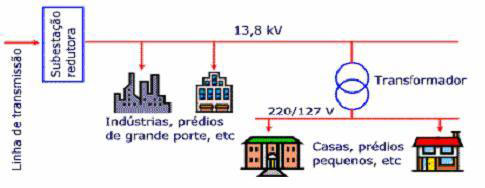 Linha de transmissão
Subestação
redutora
13,8 kV
Indústrias, prédios
de grande porte, etc
Transformador
220/127 V
Casas, prédios
pequenos, etc